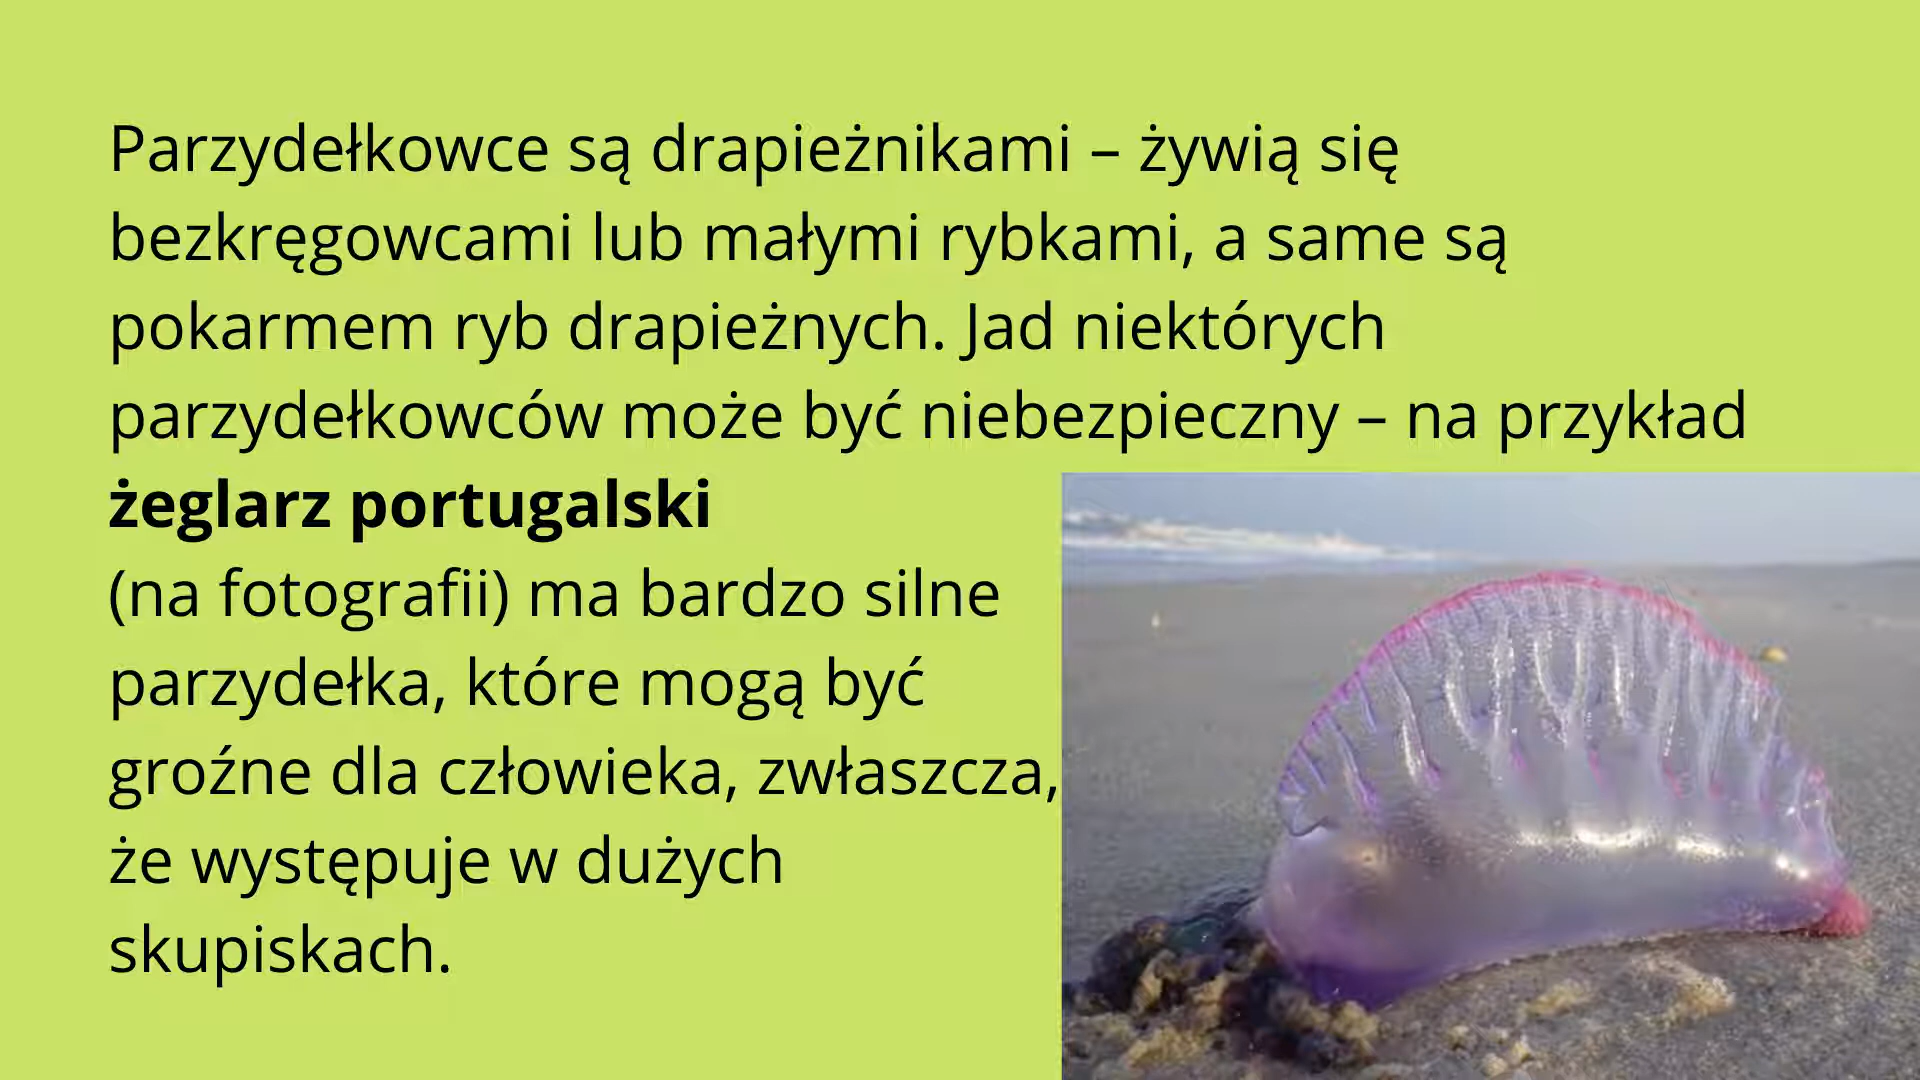 Parzydełkowce są drapieżnikami – żywią się
bezkręgowcami lub małymi rybkami, a same są
pokarmem ryb drapieżnych. Jad niektórych
parzydełkowców może być niebezpieczny – na przykład
żeglarz portugalski
(na fotografii) ma bardzo silne
parzydełka, które mogą być
groźne dla człowieka, zwłaszcza,
że występuje w dużych
skupiskach.